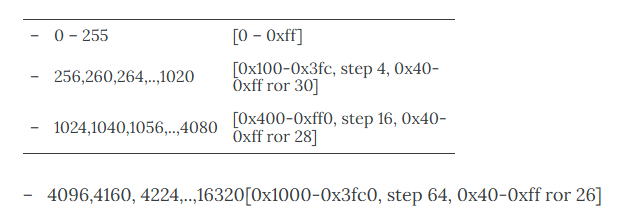 – 0 – 255 [0 – 0xff]
– 256,260,264,..,1020 [0x100-0x3fc, step 4, 0x40-
0xff ror 30]
– 1024,1040,1056,..,4080 [0x400-0xff0, step 16, 0x40-
0xff ror 28]
– 4096,4160, 4224,..,16320[0x1000-0x3fc0, step 64, 0x40-0xff ror 26]